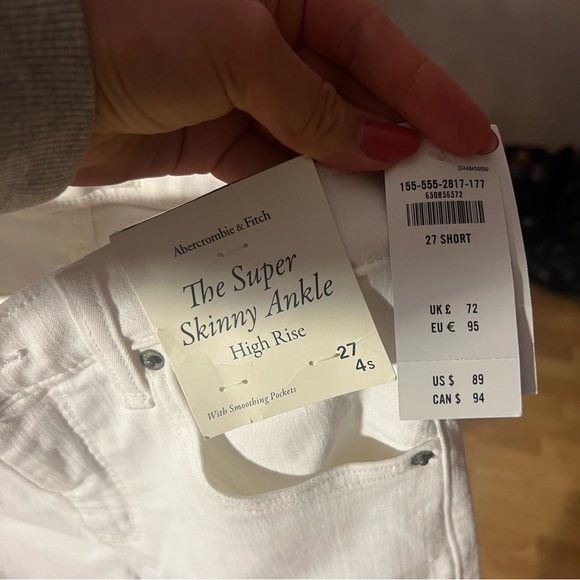 Abercrombie & Fitch
The Super
Skinny Ankle
High Rise
27
4s
With Smoothing Pockets
155-555-2817-177
650856572
27 SHORT
UK £ 72
EU € 95
US $ 89
CAN $ 94